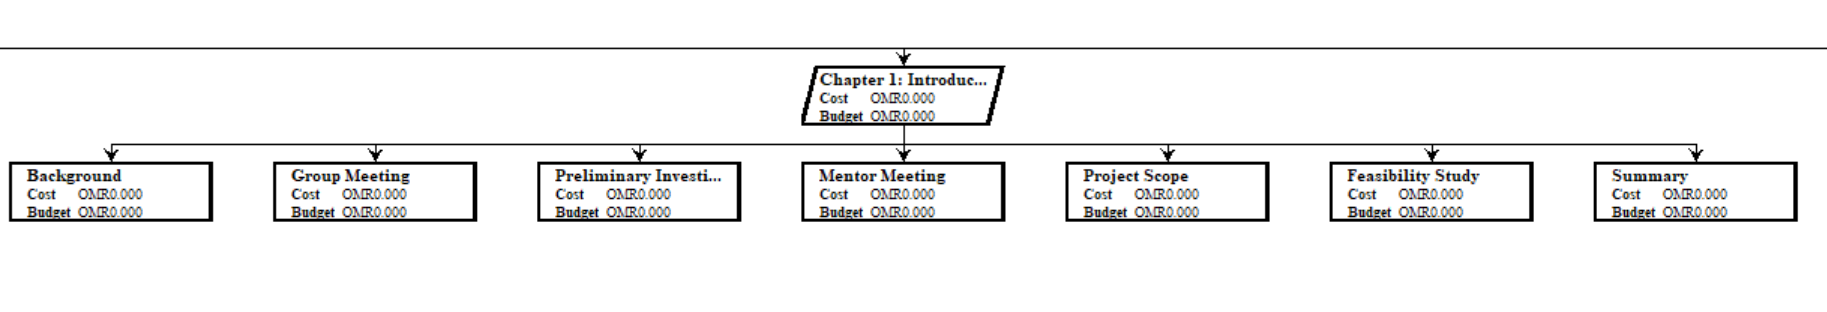 Chapter 1: Introduc...
Cost OMR0.000
Budget OMR0.000
Background
Cost OMR0.000
Budget OMR0.000
Group Meeting
Cost OMR0.000
Budget OMR0.000
Preliminary Investi...
Cost OMR0.000
Budget OMR0.000
Mentor Meeting
Cost OMR0.000
Budget OMR0.000
Project Scope
Cost OMR0.000
Budget OMR0.000
Feasibility Study
Cost OMR0.000
Budget OMR0.000
Summary
Cost OMR0.000
Budget OMR0.000